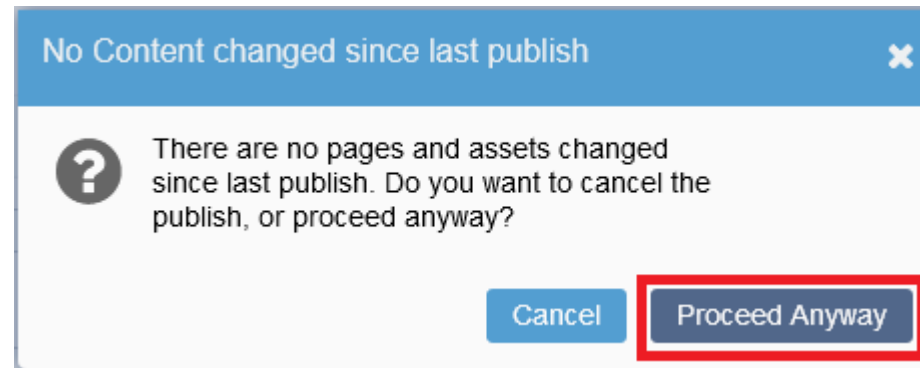 No Content changed since last publish
There are no pages and assets changed
since last publish. Do you want to cancel the
publish, or proceed anyway?
Cancel
Proceed Anyway